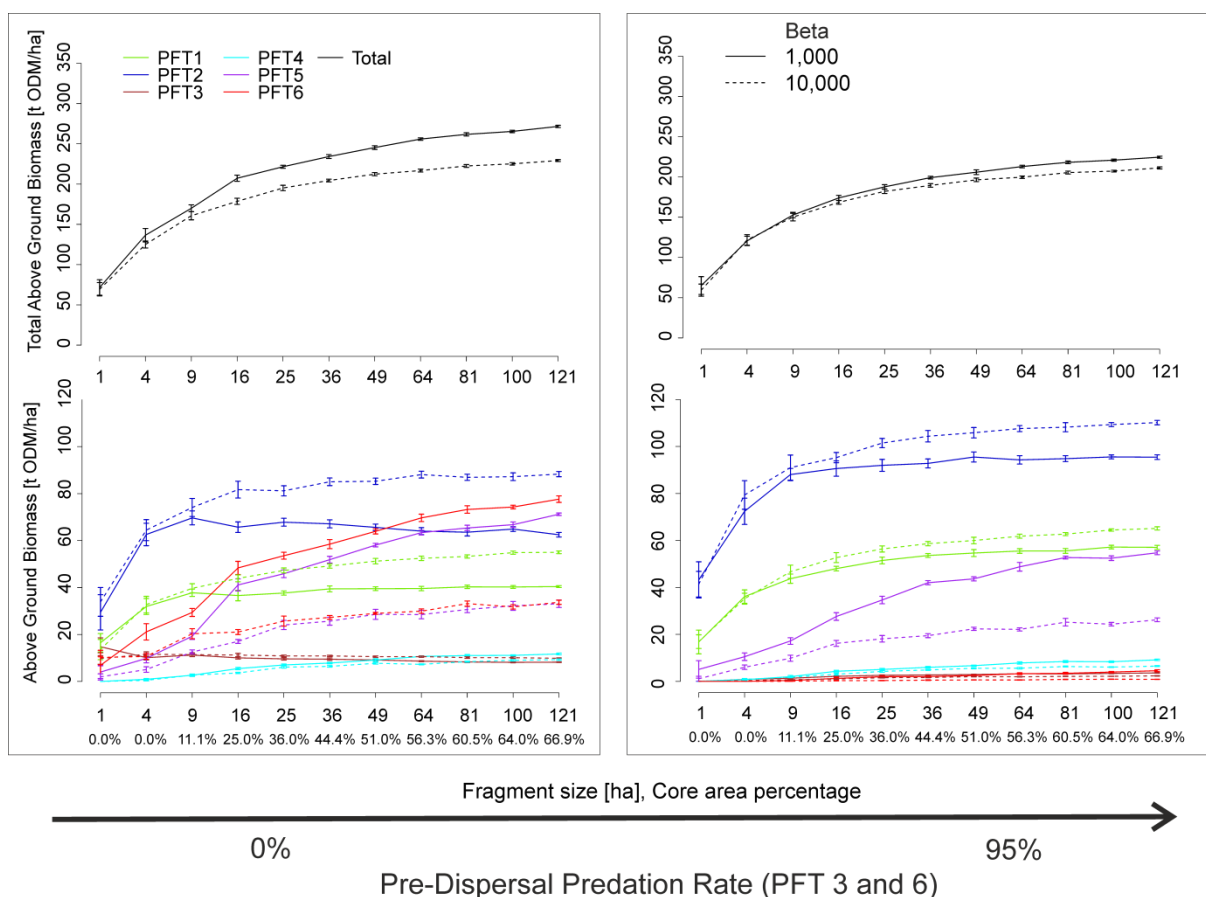 PFT1 PFT4 Total
PFT2 PFT5
PFT3 PFT6
Total Above Ground Biomass [t ODM/ha]
350
300
250
200
150
100
50
0
1 4 9 16 25 36 49 64 81 100 121
Above Ground Biomass [t ODM/ha]
120
100
80
60
40
20
0
1 4 9 16 25 36 49 64 81 100 121
0.0% 0.0% 11.1% 25.0% 36.0% 44.4% 51.0% 56.3% 60.5% 64.0% 66.9%
Beta
1,000
10,000
350
300
250
200
150
100
50
0
1 4 9 16 25 36 49 64 81 100 121
120
100
80
60
40
20
0
1 4 9 16 25 36 49 64 81 100 121
0.0% 0.0% 11.1% 25.0% 36.0% 44.4% 51.0% 56.3% 60.5% 64.0% 66.9%
Fragment size [ha], Core area percentage
0% 95%
Pre-Dispersal Predation Rate (PFT 3 and 6)